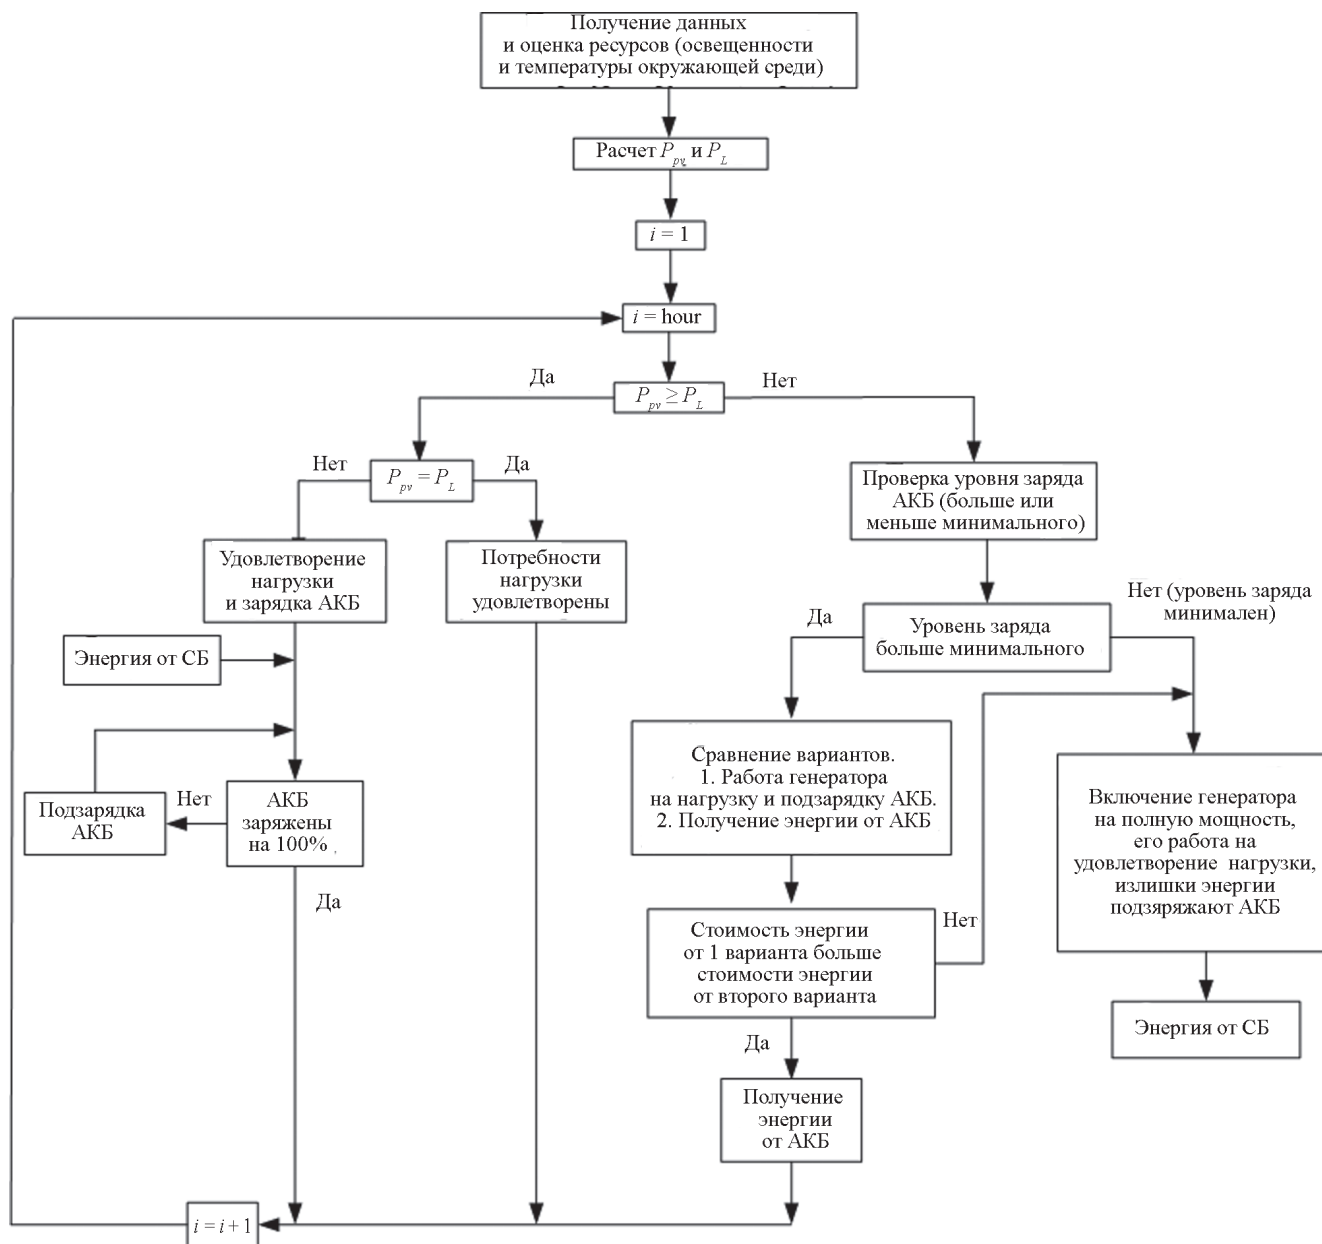 Получение данных
и оценка ресурсов (освещенности
и температуры окружающей среди)
Расчет P_pv и P_L
i = 1
i = hour
Да
Нет
P_pv ≥ P_L
Нет
Да
P_pv = P_L
Проверка уровня заряда
АКБ (больше или
меньше минимального)
Удовлетворение
нагрузки
и зарядка АКБ
Потребности
нагрузки
удовлетворены
Нет (уровень заряда
минимален)
Да
Уровень заряда
больше минимального
Энергия от СБ
Сравнение вариантов.
1. Работа генератора
на нагрузку и подзарядку АКБ.
2. Получение энергии от АКБ
Включение генератора
на полную мощность,
его работа на
удовлетворение нагрузки,
излишки энергии
подзяряжают АКБ
Подзарядка
АКБ
Нет
АКБ
заряжены
на 100%
Да
Стоимость энергии
от 1 варианта больше
стоимости энергии
от второго варианта
Нет
Энергия от СБ
Да
Получение
энергии
от АКБ
i = i + 1